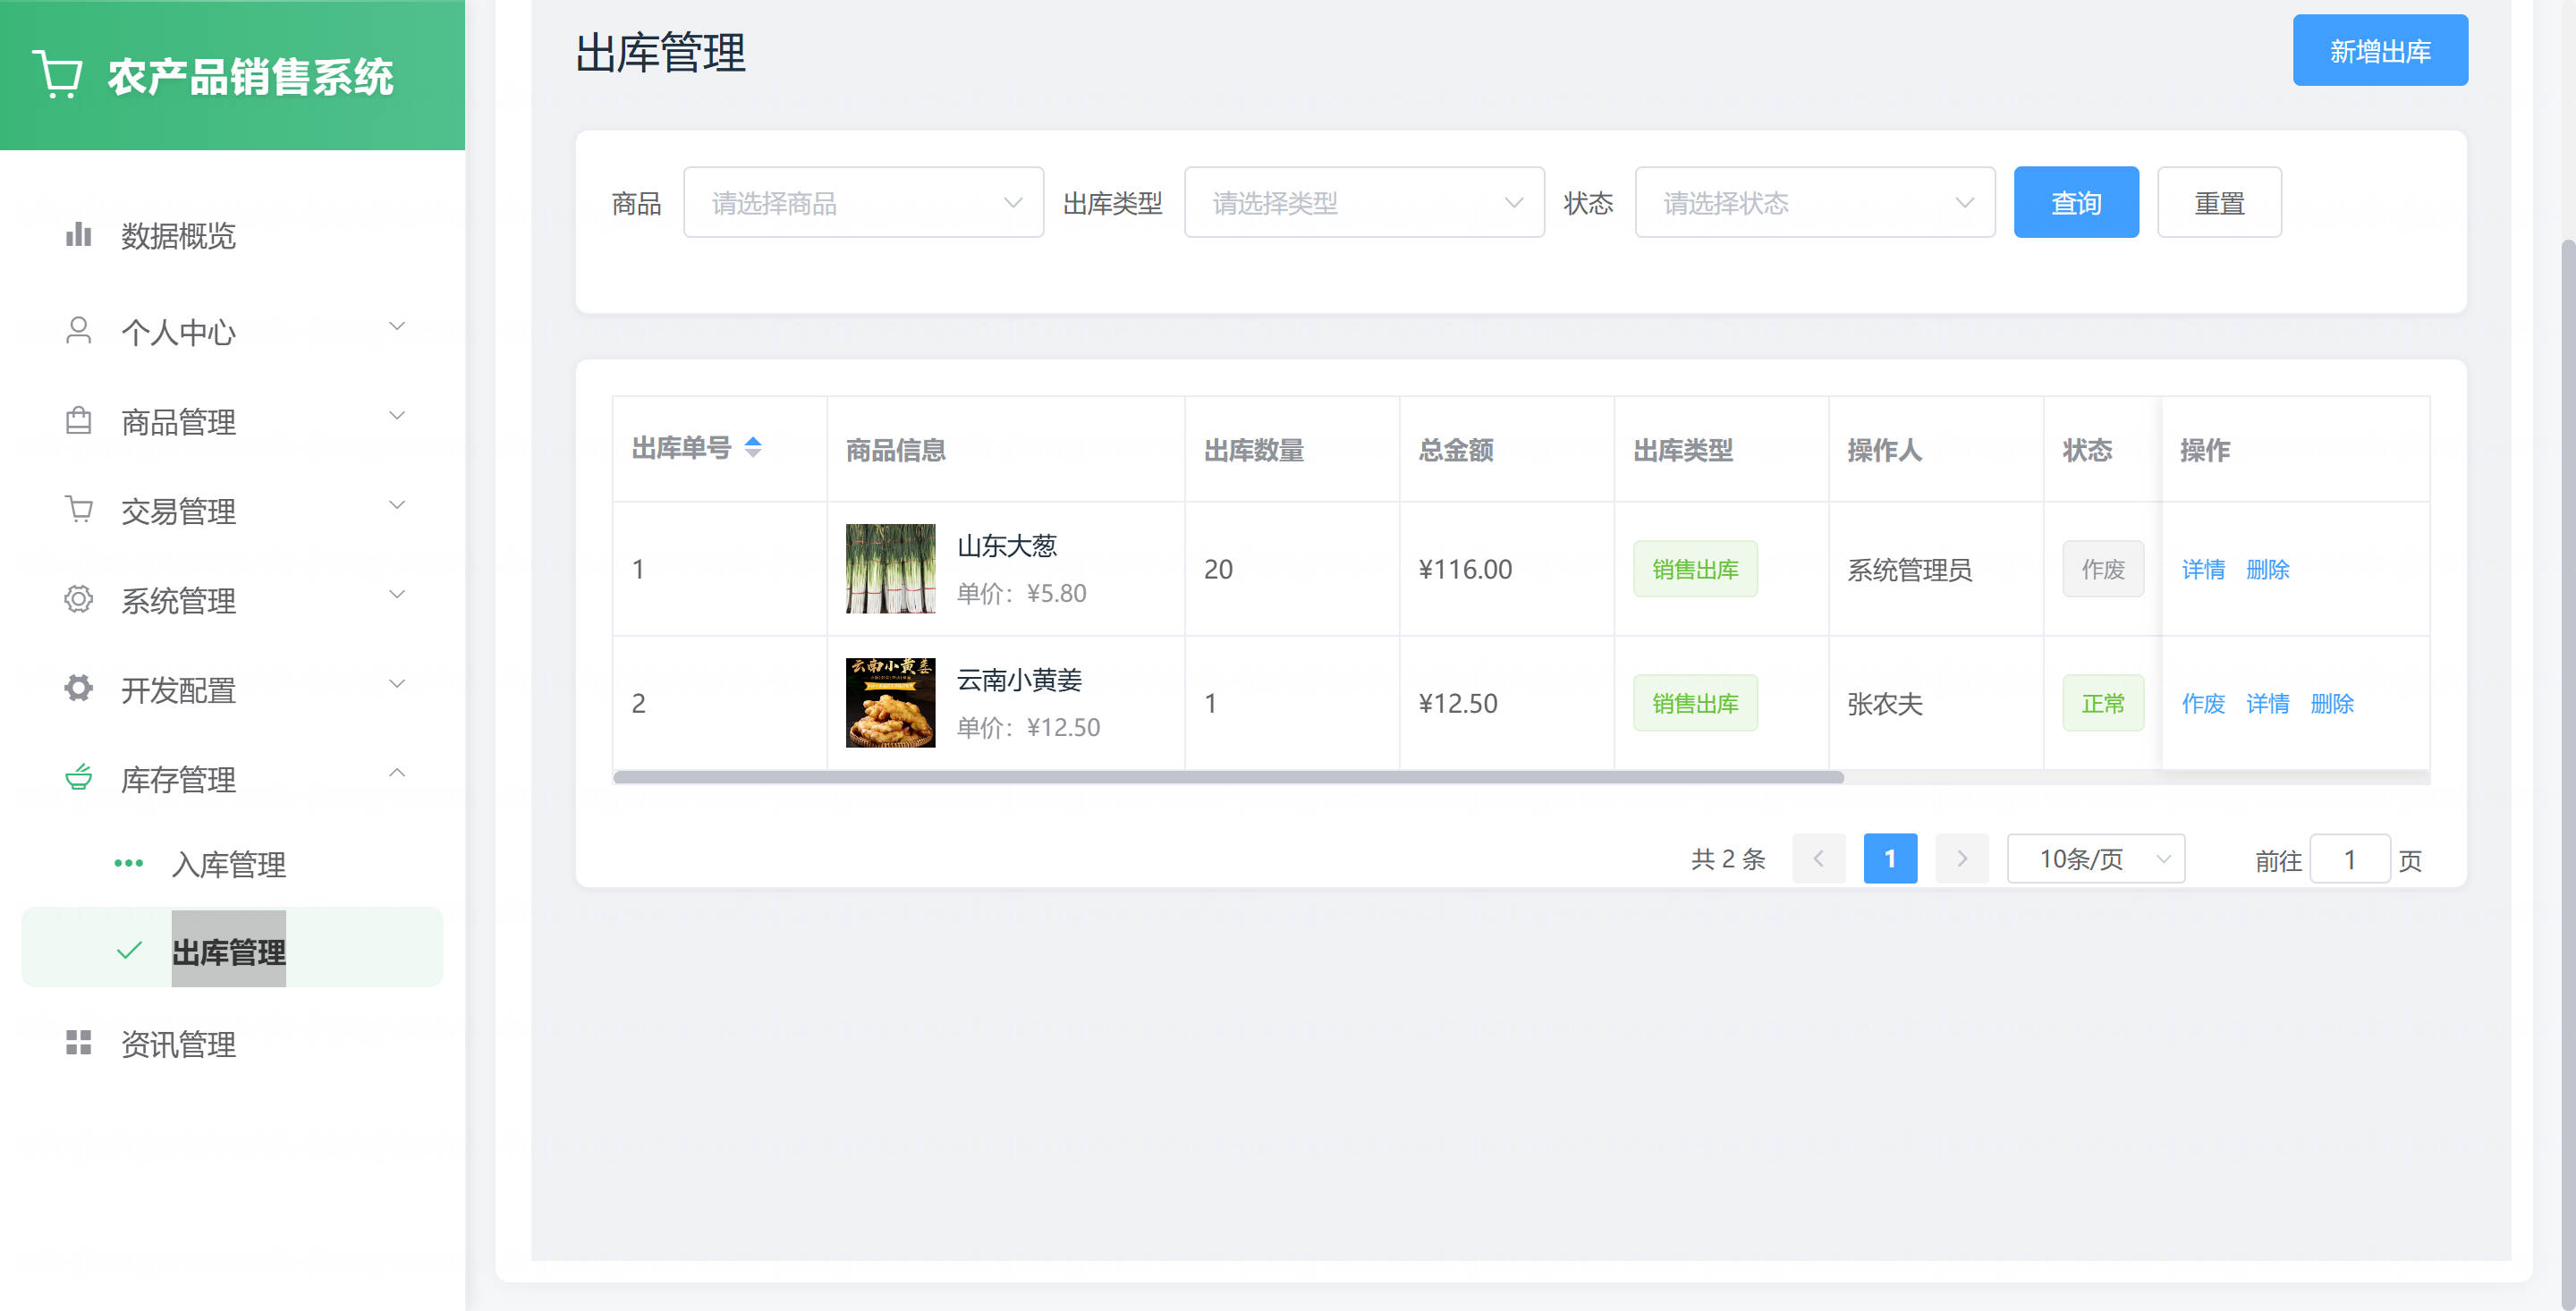 农产品销售系统
数据概览
个人中心
商品管理
交易管理
系统管理
开发配置
库存管理
入库管理
出库管理
资讯管理
出库管理
新增出库
商品 请选择商品 出库类型 请选择类型 状态 请选择状态 查询 重置
出库单号 商品信息 出库数量 总金额 出库类型 操作人 状态 操作
1 山东大葱 单价：¥5.80 20 ¥116.00 销售出库 系统管理员 作废 详情 删除
云南小黄姜
2 云南小黄姜 单价：¥12.50 1 ¥12.50 销售出库 张农夫 正常 作废 详情 删除
共 2 条 1 10条/页 前往 1 页